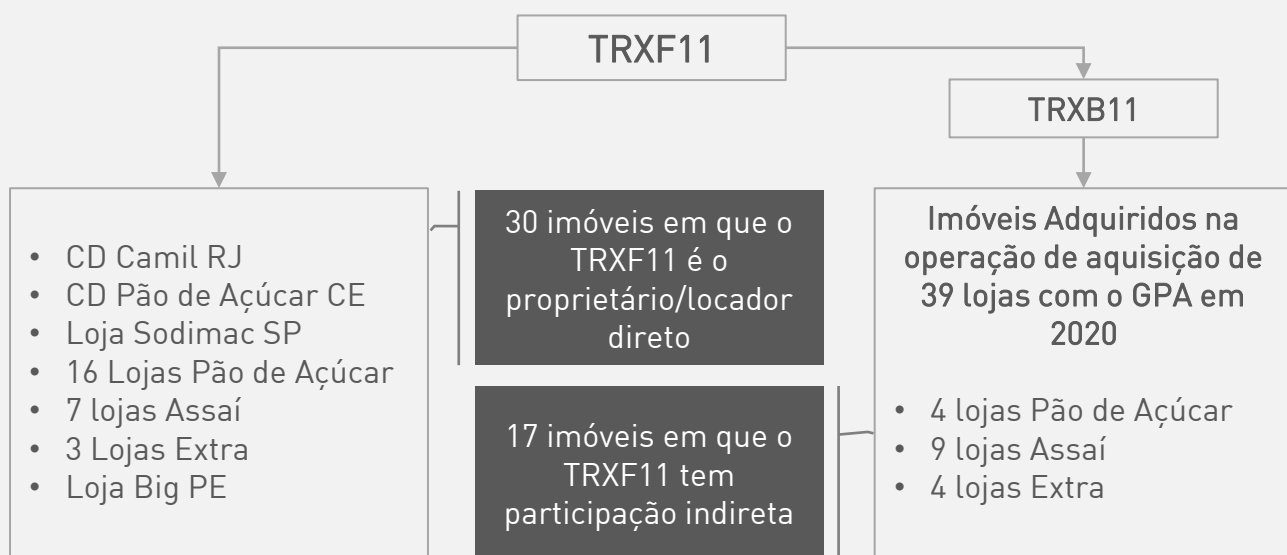 TRXF11
TRXB11
• CD Camil RJ
• CD Pão de Açúcar CE
• Loja Sodimac SP
• 16 Lojas Pão de Açúcar
• 7 lojas Assaí
• 3 Lojas Extra
• Loja Big PE
30 imóveis em que o
TRXF11 é o
proprietário/locador
direto
17 imóveis em que o
TRXF11 tem
participação indireta
Imóveis Adquiridos na
operação de aquisição de
39 lojas com o GPA em
2020
• 4 lojas Pão de Açúcar
• 9 lojas Assaí
• 4 lojas Extra